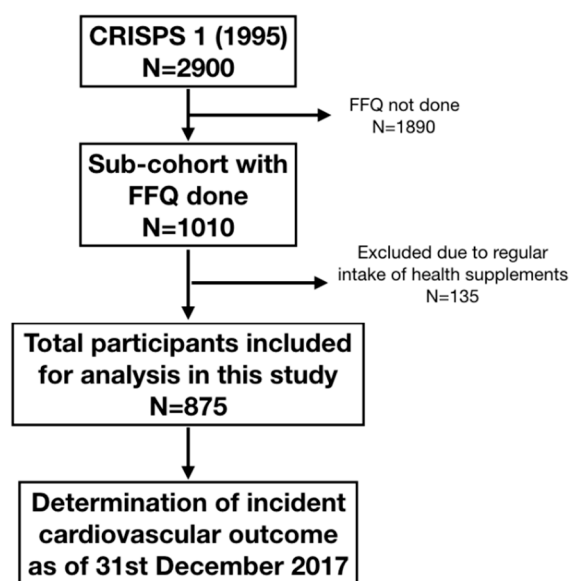 CRISPS 1 (1995)
N=2900
FFQ not done
N=1890
Sub-cohort with
FFQ done
N=1010
Excluded due to regular
intake of health supplements
N=135
Total participants included
for analysis in this study
N=875
Determination of incident
cardiovascular outcome
as of 31st December 2017